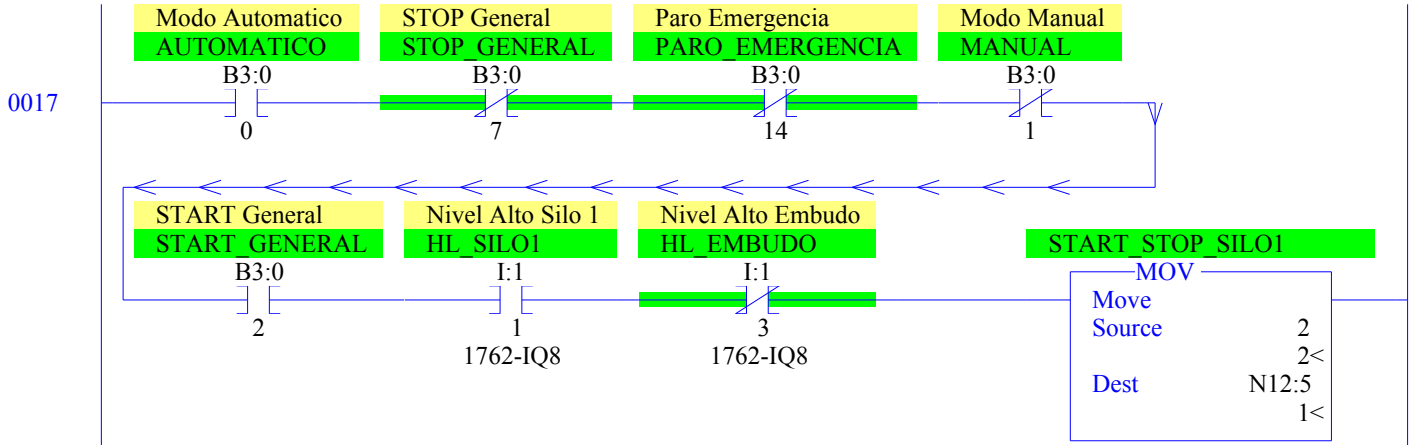 Modo Automatico STOP General Paro Emergencia Modo Manual
AUTOMATICO STOP_GENERAL PARO_EMERGENCIA MANUAL
B3:0 B3:0 B3:0 B3:0
0017
0 7 14 1
START General Nivel Alto Silo 1 Nivel Alto Embudo
START_GENERAL HL_SILO1 HL_EMBUDO START_STOP_SILO1
B3:0 I:1 I:1 MOV
Move
2 1 3 Source 2
1762-IQ8 1762-IQ8 2<
Dest N12:5
1<